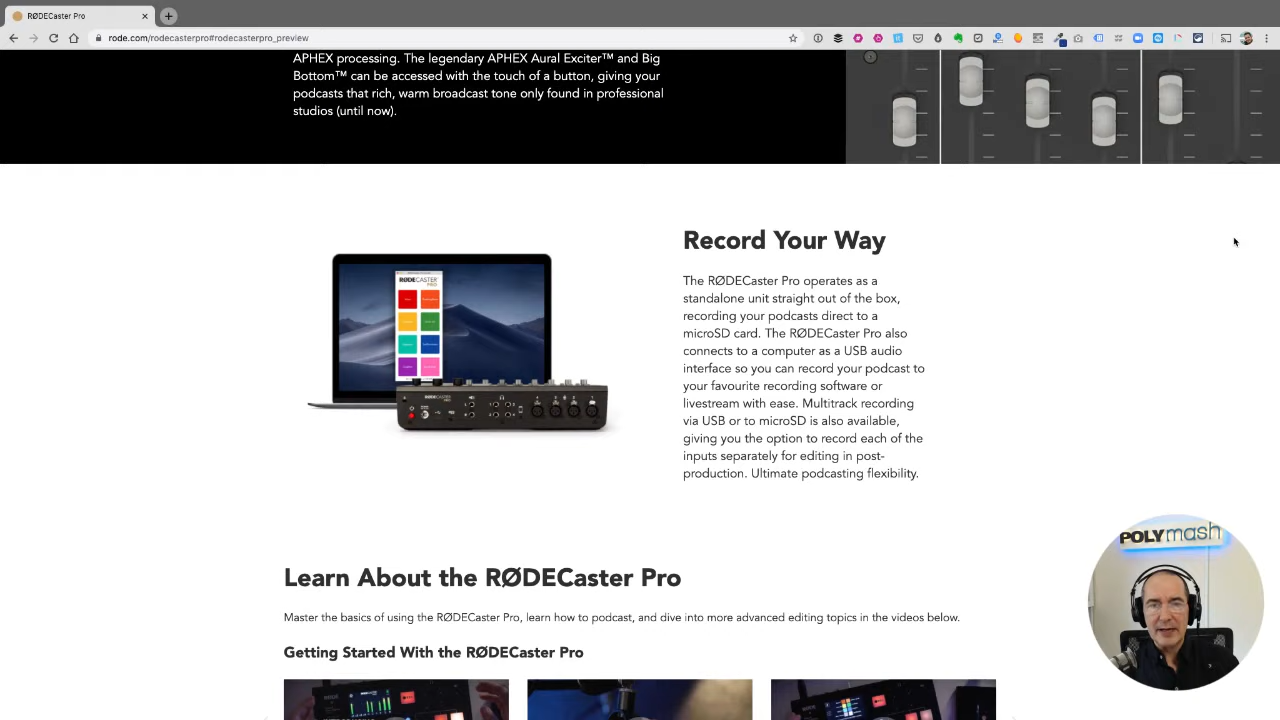 RØDECaster Pro
rode.com/rodecasterpro#rodecasterpro_preview
APHEX processing. The legendary APHEX Aural Exciter™ and Big
Bottom™ can be accessed with the touch of a button, giving your
podcasts that rich, warm broadcast tone only found in professional
studios (until now).
RØDECASTER
PRO
RØDECASTER
Record Your Way
The RØDECaster Pro operates as a
standalone unit straight out of the box,
recording your podcasts direct to a
microSD card. The RØDECaster Pro also
connects to a computer as a USB audio
interface so you can record your podcast to
your favourite recording software or
livestream with ease. Multitrack recording
via USB or to microSD is also available,
giving you the option to record each of the
inputs separately for editing in post-
production. Ultimate podcasting flexibility.
POLYmash
Learn About the RØDECaster Pro
Master the basics of using the RØDECaster Pro, learn how to podcast, and dive into more advanced editing topics in the videos below.
Getting Started With the RØDECaster Pro